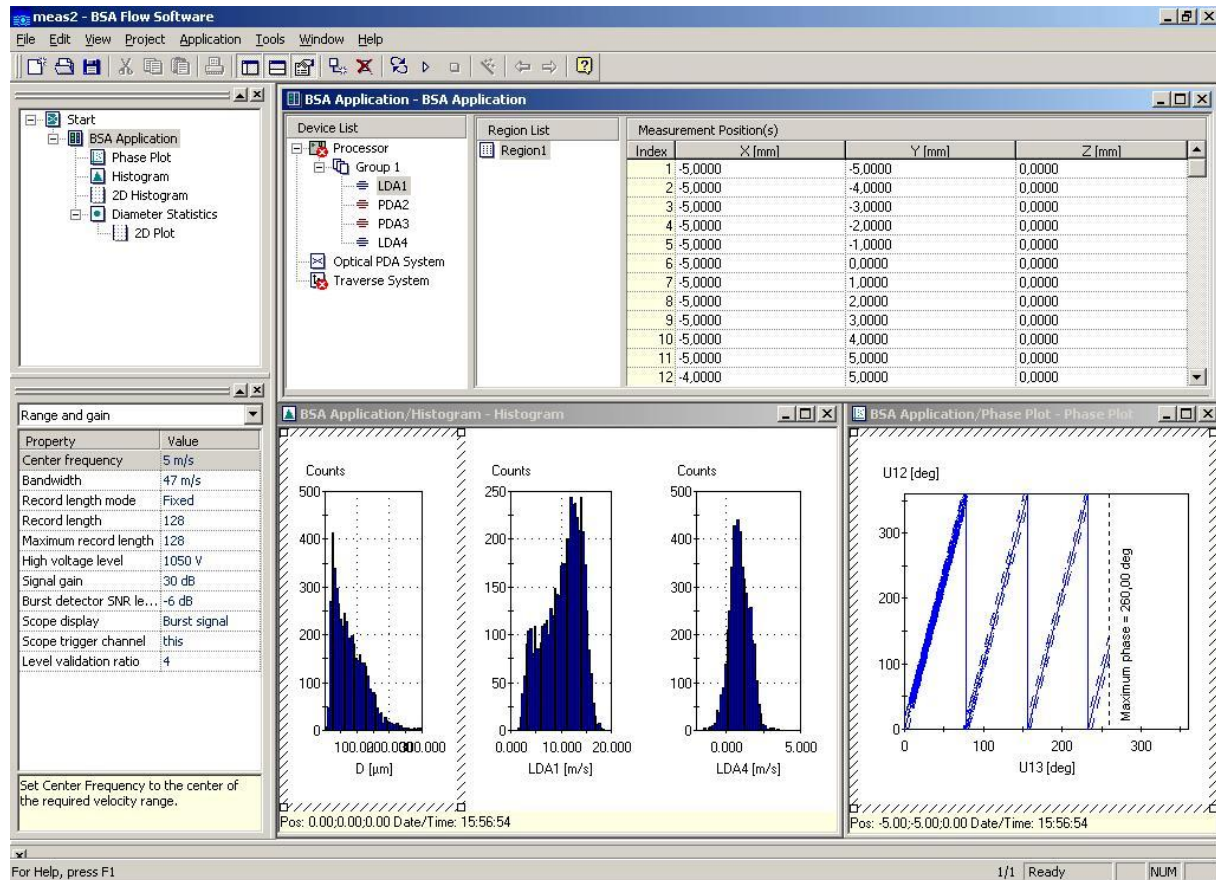 meas2 - BSA Flow Software
File Edit View Project Application Tools Window Help
Start
BSA Application
Phase Plot
Histogram
2D Histogram
Diameter Statistics
2D Plot
BSA Application - BSA Application
Device List
Processor
Group 1
LDA1
PDA2
PDA3
LDA4
Optical PDA System
Traverse System
Region List
Region1
Measurement Position(s)
Index X [mm] Y [mm] Z [mm]
1 -5,0000 -5,0000 0,0000
2 -5,0000 -4,0000 0,0000
3 -5,0000 -3,0000 0,0000
4 -5,0000 -2,0000 0,0000
5 -5,0000 -1,0000 0,0000
6 -5,0000 0,0000 0,0000
7 -5,0000 1,0000 0,0000
8 -5,0000 2,0000 0,0000
9 -5,0000 3,0000 0,0000
10 -5,0000 4,0000 0,0000
11 -5,0000 5,0000 0,0000
12 -4,0000 5,0000 0,0000
Range and gain
Property Value
Center frequency 5 m/s
Bandwidth 47 m/s
Record length mode Fixed
Record length 128
Maximum record length 128
High voltage level 1050 V
Signal gain 30 dB
Burst detector SNR le... -6 dB
Scope display Burst signal
Scope trigger channel this
Level validation ratio 4
Set Center Frequency to the center of
the required velocity range.
BSA Application/Histogram - Histogram
Counts
500
400
300
200
100
0
100.000 200.000 300.000
D [µm]
Counts
250
200
150
100
50
0
0.000 10.000 20.000
LDA1 [m/s]
Counts
500
400
300
200
100
0
0.000 5.000
LDA4 [m/s]
Pos: 0.00;0.00;0.00 Date/Time: 15:56:54
BSA Application/Phase Plot - Phase Plot
U12 [deg]
300
200
100
0
0 100 200 300
U13 [deg]
Maximum phase = 260,00 deg
Pos: -5.00;-5.00;0.00 Date/Time: 15:56:54
For Help, press F1
1/1 Ready NUM